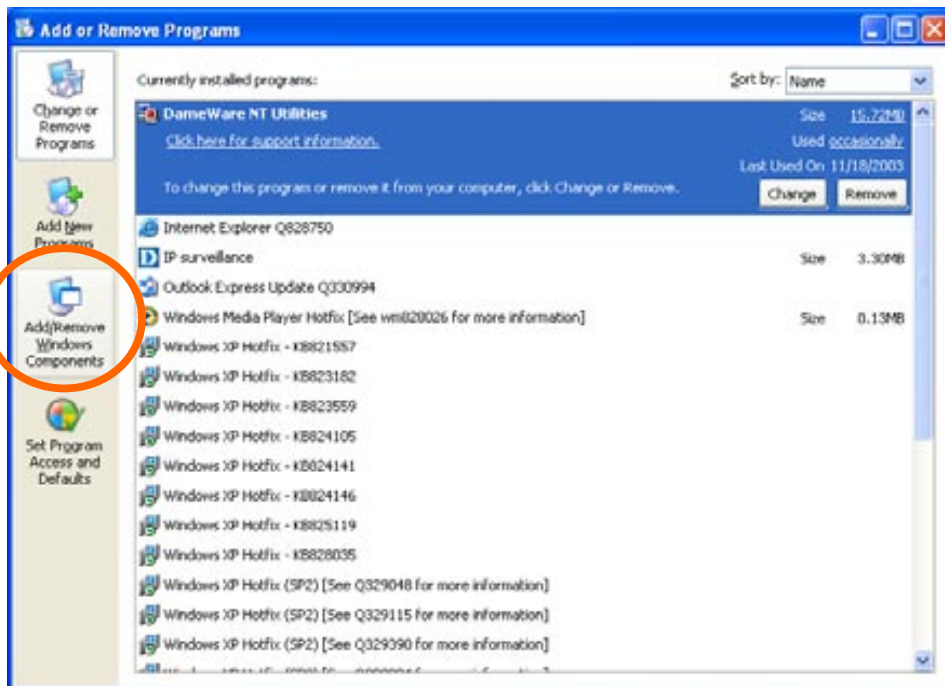 Add or Remove Programs
Change or
Remove
Programs
Add New
Programs
Add/Remove
Windows
Components
Set Program
Access and
Defaults
Currently installed programs:
Sort by: Name
DameWare NT Utilities Size 15.72MB
Click here for support information. Used occasionally
Last Used On 11/18/2003
To change this program or remove it from your computer, click Change or Remove. Change Remove
Internet Explorer Q828750
IP surveillance Size 3.30MB
Outlook Express Update Q330994
Windows Media Player Hotfix [See wm828026 for more information] Size 0.13MB
Windows XP Hotfix - KB821557
Windows XP Hotfix - KB823182
Windows XP Hotfix - KB823559
Windows XP Hotfix - KB824105
Windows XP Hotfix - KB824141
Windows XP Hotfix - KB824146
Windows XP Hotfix - KB825119
Windows XP Hotfix - KB828035
Windows XP Hotfix (SP2) [See Q329048 for more information]
Windows XP Hotfix (SP2) [See Q329115 for more information]
Windows XP Hotfix (SP2) [See Q329390 for more information]